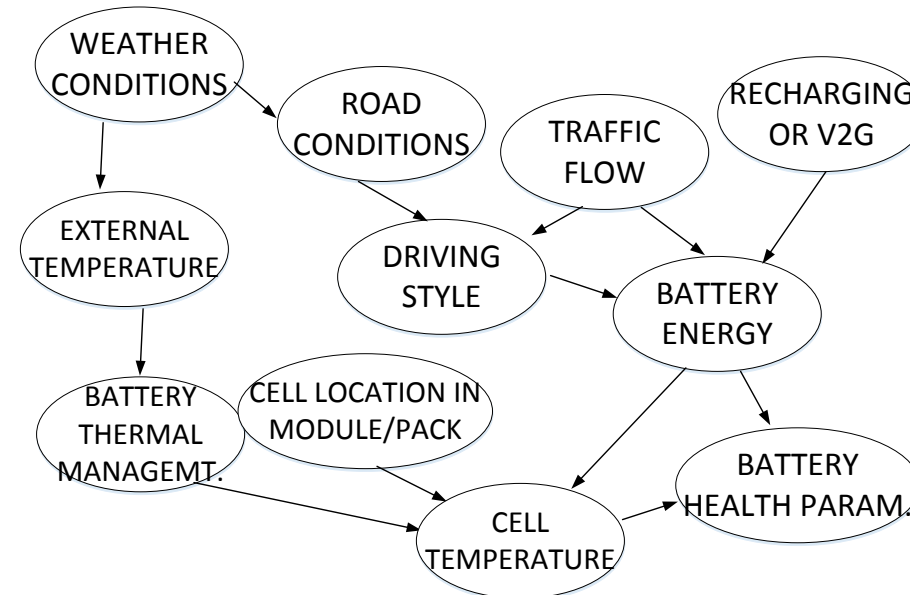 WEATHER
CONDITIONS
ROAD
CONDITIONS
TRAFFIC
FLOW
RECHARGING
OR V2G
EXTERNAL
TEMPERATURE
DRIVING
STYLE
BATTERY
ENERGY
BATTERY
THERMAL
MANAGEMT.
CELL LOCATION IN
MODULE/PACK
CELL
TEMPERATURE
BATTERY
HEALTH PARAM.